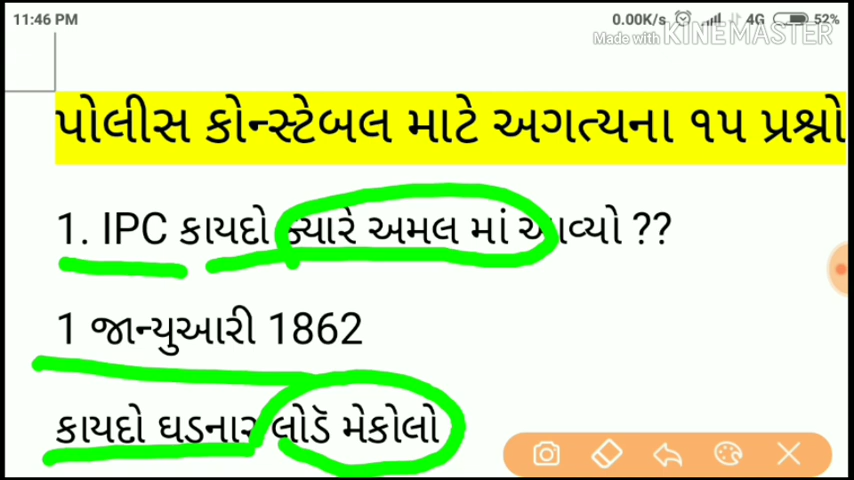 11:46 PM 0.00K/s 4G 52%
Made with KINEMASTER
પોલીસ કોન્સ્ટેબલ માટે અગત્યના ૧૫ પ્રશ્નો
1. IPC કાયદો ક્યારે અમલ માં આવ્યો ??
1 જાન્યુઆરી 1862
કાયદો ઘડનાર લોર્ડ મેકોલો